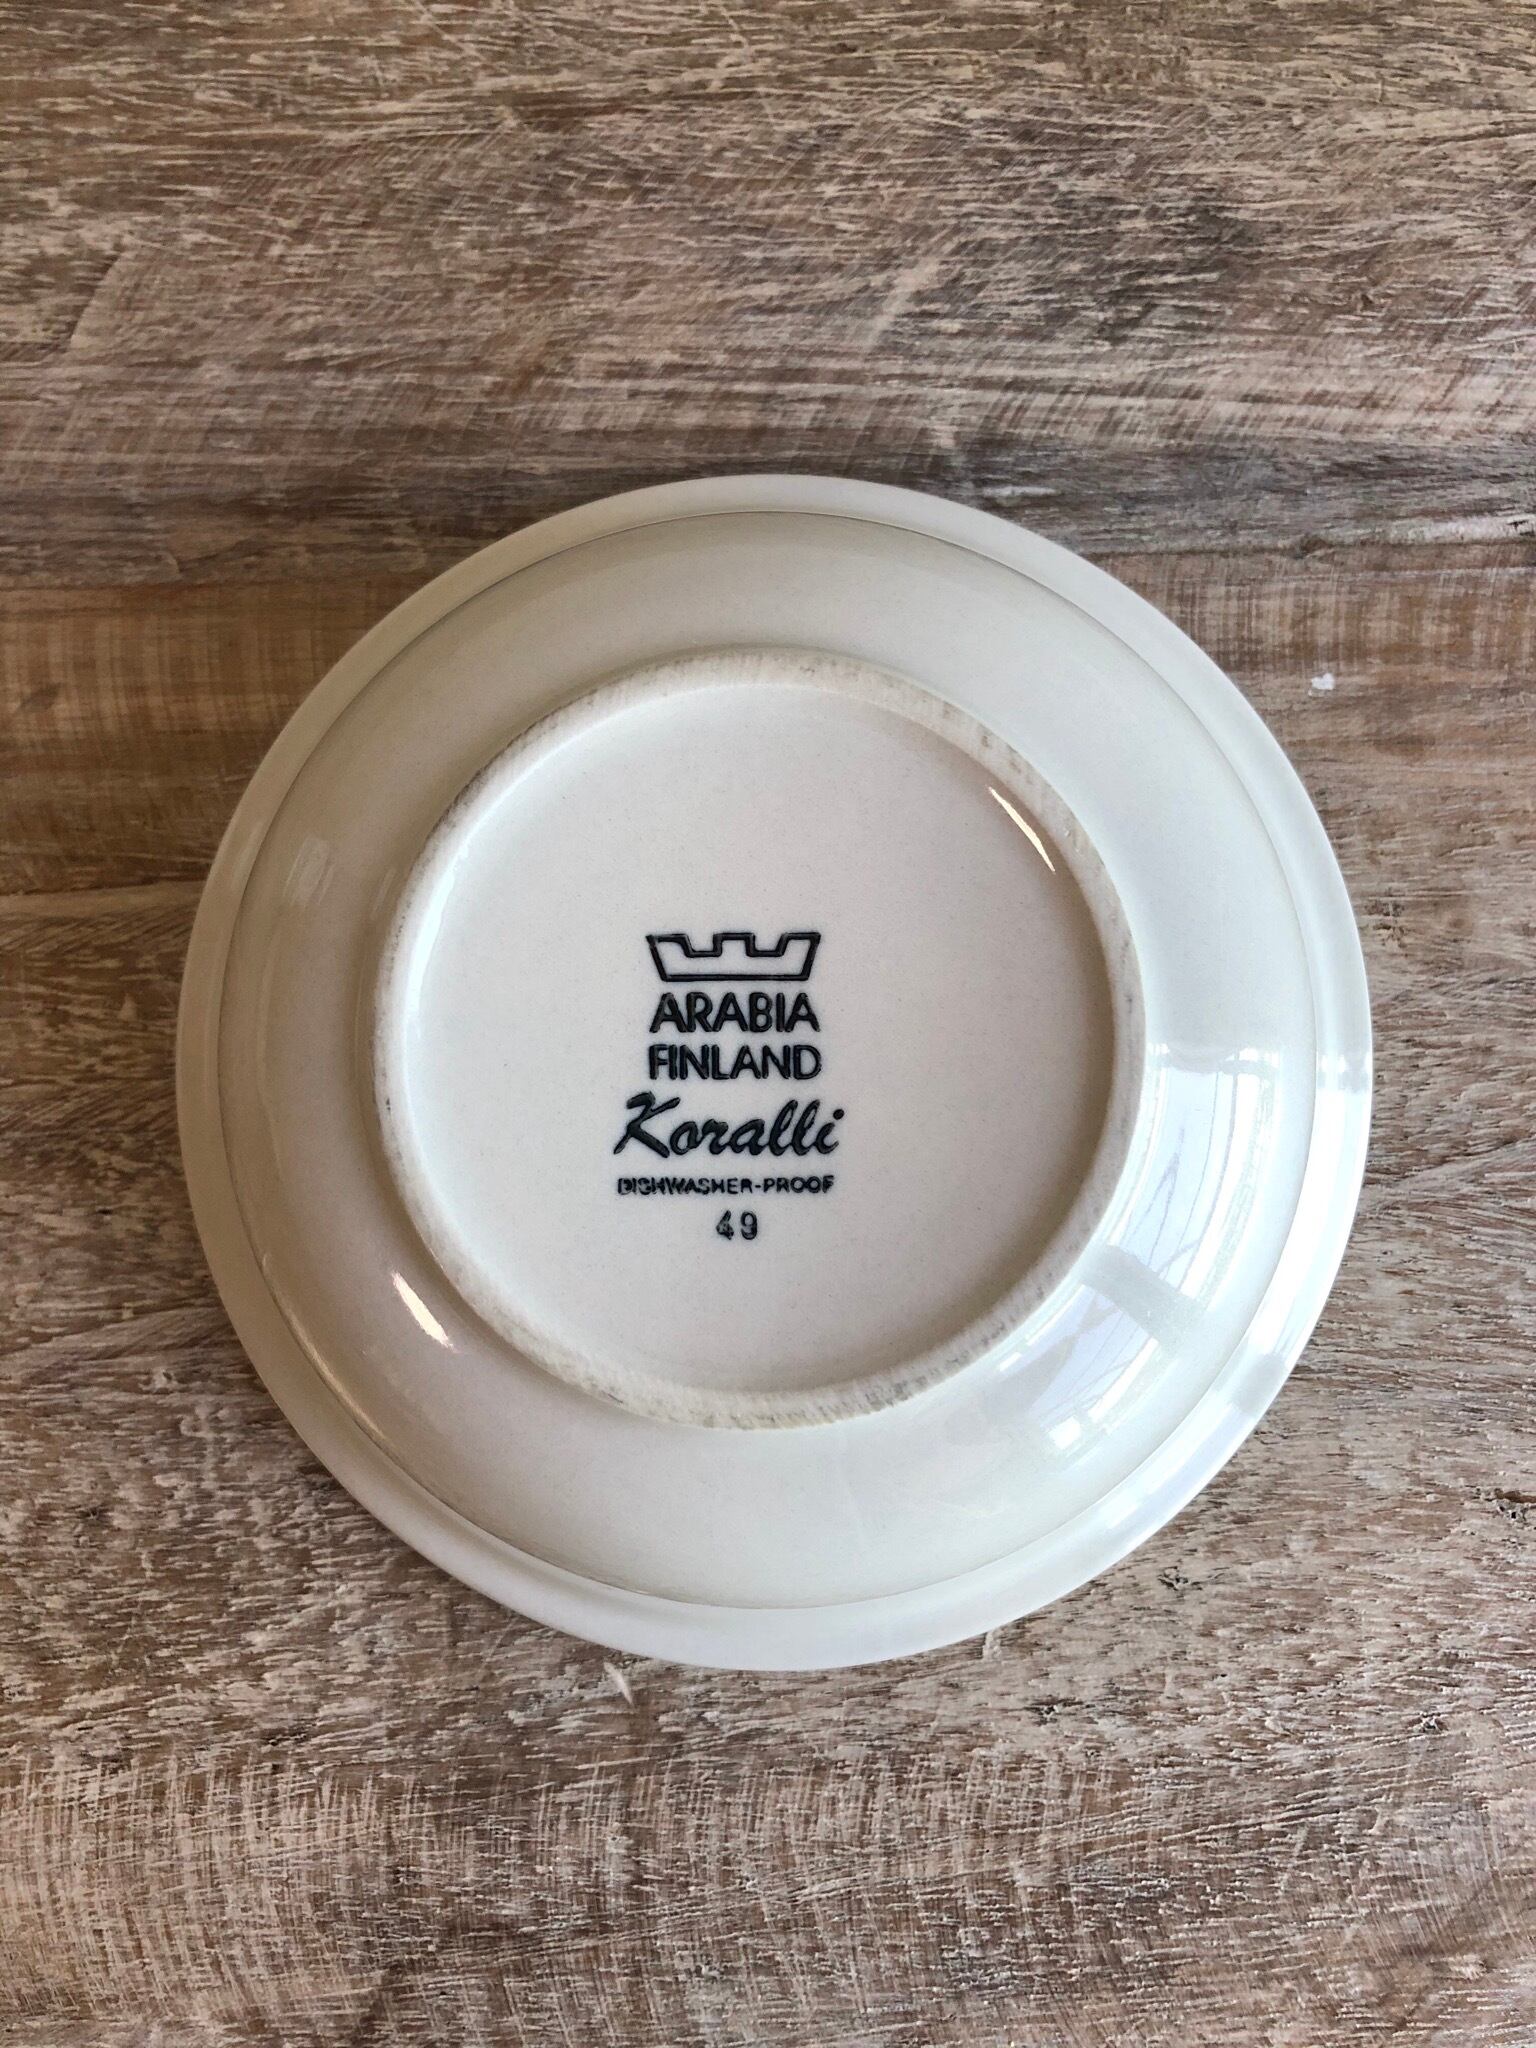 ARABIA
FINLAND
Koralli
DISHWASHER-PROOF
49